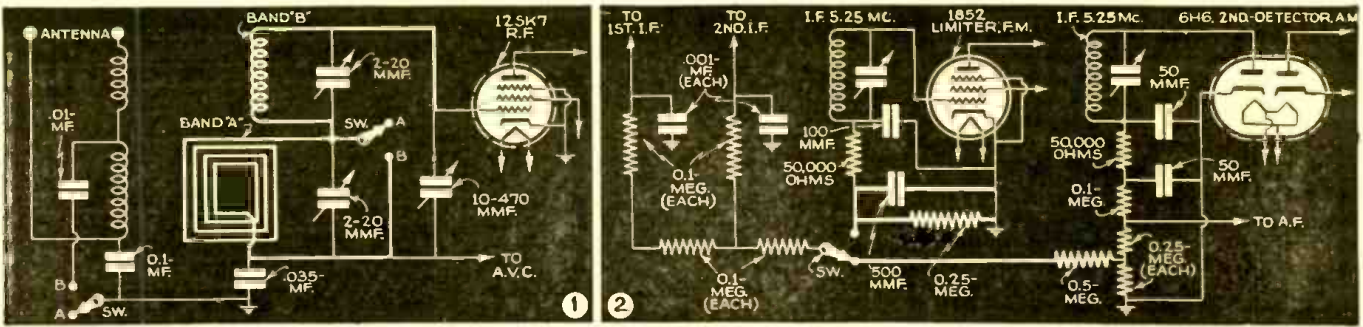 ANTENNA
BAND "B"
12SK7
R.F.
2-20
MMF.
.01-
MF.
BAND "A"
SW.
A
B
10-470
MMF.
2-20
MMF.
0.1-
MF.
.035-
MF.
TO
A.V.C.
B
A
SW.
1
2
TO
1ST. I.F.
TO
2ND. I.F.
I.F. 5.25 MC.
1852
LIMITER, F.M.
I.F. 5.25 MC.
6H6, 2ND. DETECTOR, A.M.
.001-
MF.
(EACH)
100
MMF.
50,000
OHMS
0.1-
MEG.
(EACH)
50
MMF.
50,000
OHMS
50
MMF.
0.1-
MEG.
TO A.F.
0.1-
MEG.
(EACH)
SW.
500
MMF.
0.25-
MEG.
0.5-
MEG.
0.25-
MEG.
(EACH)